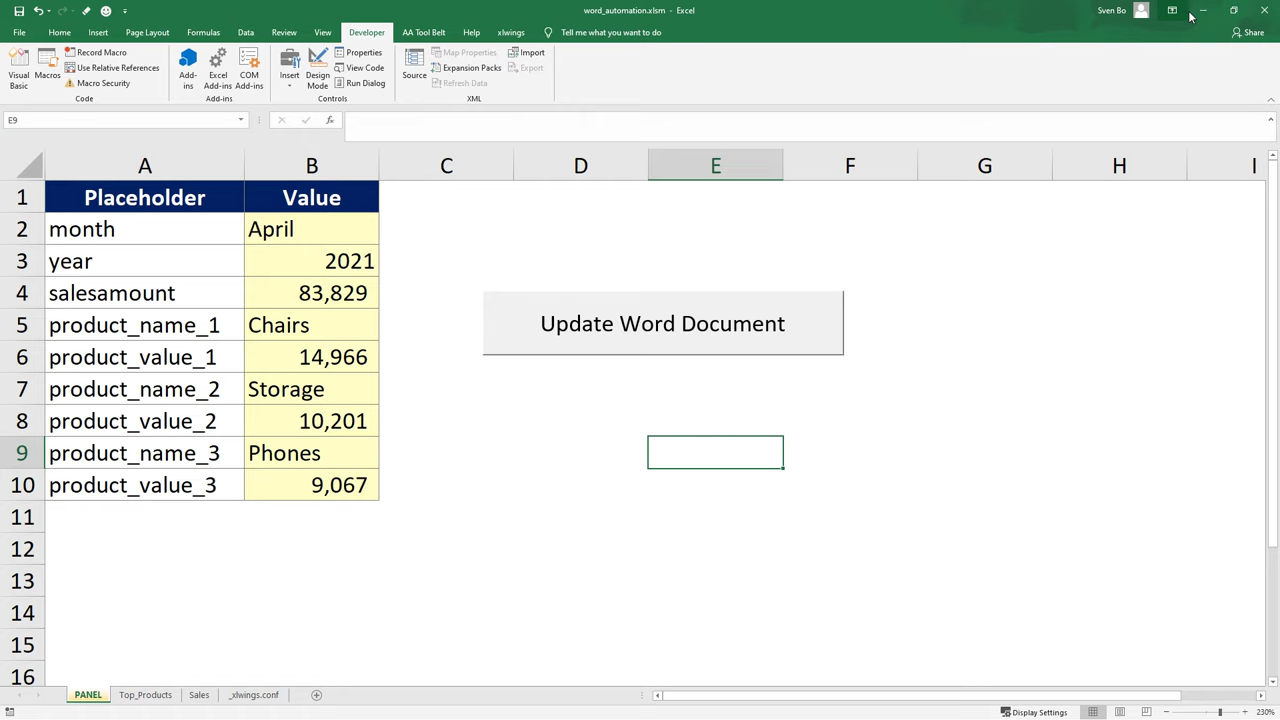 word_automation.xlsm - Excel
Sven Bo
File Home Insert Page Layout Formulas Data Review View Developer AA Tool Belt Help xlwings Tell me what you want to do Share
Visual Basic
Macros
Record Macro
Use Relative References
Macro Security
Code
Add-ins
Excel Add-ins
COM Add-ins
Add-ins
Insert
Design Mode
Properties
View Code
Run Dialog
Controls
Source
Map Properties
Expansion Packs
Refresh Data
Import
Export
XML
E9
fx
A B C D E F G H I
1 Placeholder Value
2 month April
3 year 2021
4 salesamount 83,829
5 product_name_1 Chairs
6 product_value_1 14,966
7 product_name_2 Storage
8 product_value_2 10,201
9 product_name_3 Phones
10 product_value_3 9,067
11
12
13
14
15
16
Update Word Document
PANEL Top_Products Sales _xlwings.conf
Display Settings
230%